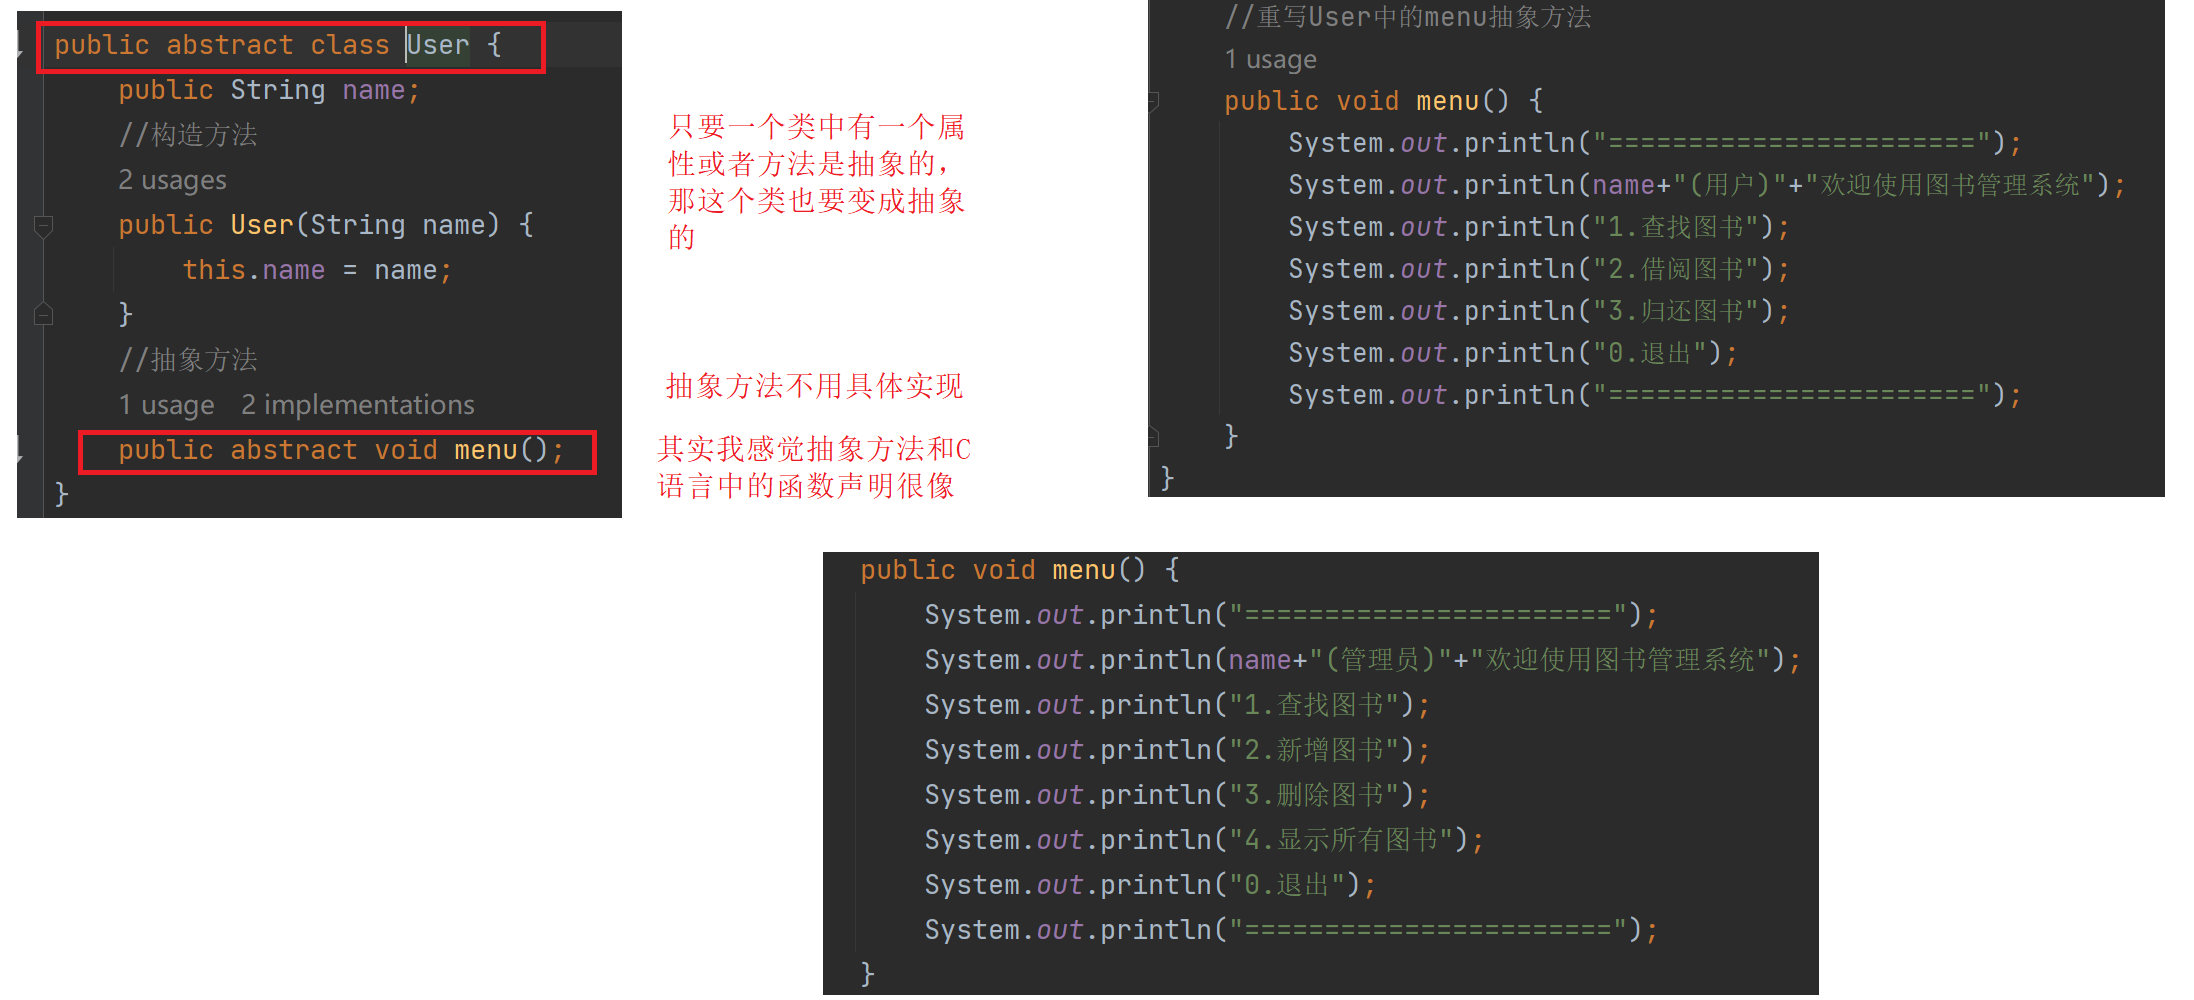 public abstract class User {
    public String name;
    //构造方法
    2 usages
    public User(String name) {
        this.name = name;
    }
    //抽象方法
    1 usage   2 implementations
    public abstract void menu();
}
只要一个类中有一个属
性或者方法是抽象的，
那这个类也要变成抽象
的
抽象方法不用具体实现
其实我感觉抽象方法和C
语言中的函数声明很像
    //重写User中的menu抽象方法
    1 usage
    public void menu() {
        System.out.println("=======================");
        System.out.println(name+"(用户)"+"欢迎使用图书管理系统");
        System.out.println("1.查找图书");
        System.out.println("2.借阅图书");
        System.out.println("3.归还图书");
        System.out.println("0.退出");
        System.out.println("=======================");
    }
}
public void menu() {
    System.out.println("=======================");
    System.out.println(name+"(管理员)"+"欢迎使用图书管理系统");
    System.out.println("1.查找图书");
    System.out.println("2.新增图书");
    System.out.println("3.删除图书");
    System.out.println("4.显示所有图书");
    System.out.println("0.退出");
    System.out.println("=======================");
}